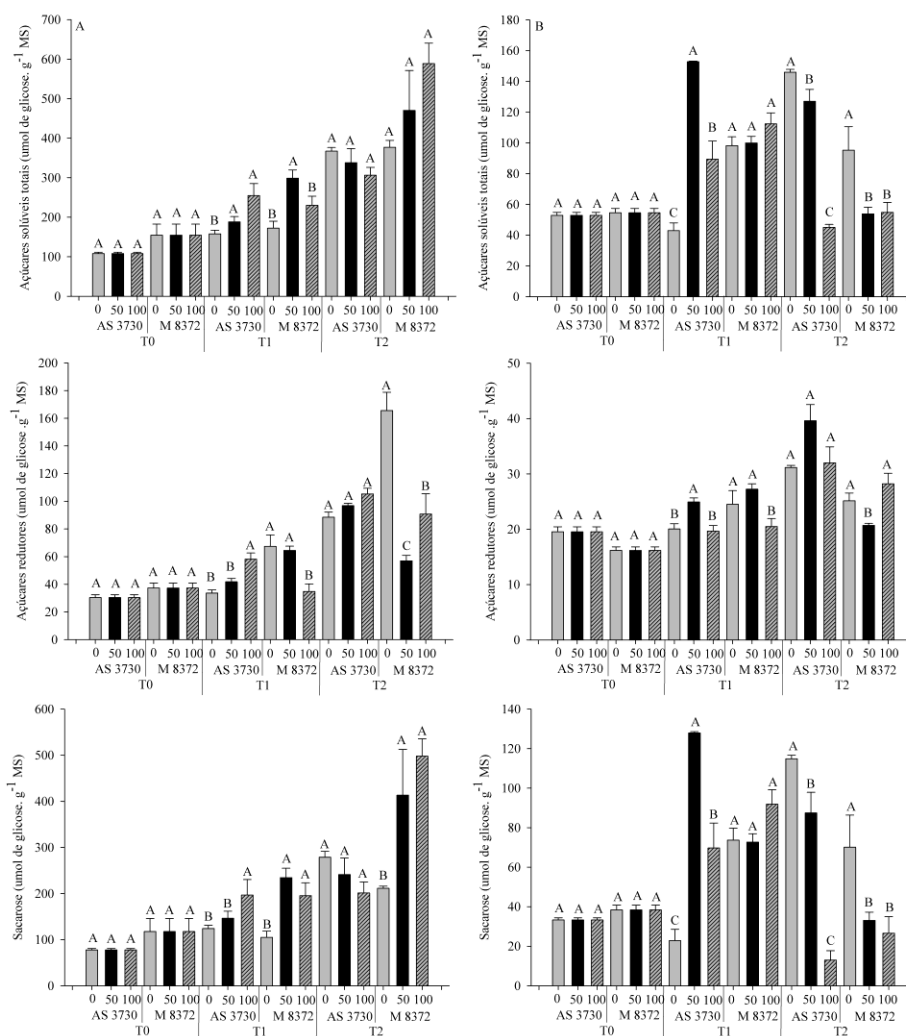 A
Açúcares solúveis totais (umol de glicose. g⁻¹ MS)
700
600
500
400
300
200
100
0
A A A A A A B A A B A B A A A A A A
0 50 100 0 50 100 0 50 100 0 50 100 0 50 100 0 50 100
AS 3730 M 8372 AS 3730 M 8372 AS 3730 M 8372
T0 T1 T2
B
Açúcares solúveis totais (umol de glicose. g⁻¹ MS)
180
160
140
120
100
80
60
40
20
0
A A A A A A C A B A A A A B C A B B
0 50 100 0 50 100 0 50 100 0 50 100 0 50 100 0 50 100
AS 3730 M 8372 AS 3730 M 8372 AS 3730 M 8372
T0 T1 T2
Açúcares redutores (umol de glicose .g⁻¹ MS)
200
180
160
140
120
100
80
60
40
20
0
A A A A A A B B A A A B A A A A C B
0 50 100 0 50 100 0 50 100 0 50 100 0 50 100 0 50 100
AS 3730 M 8372 AS 3730 M 8372 AS 3730 M 8372
T0 T1 T2
Açúcares redutores (umol de glicose .g⁻¹ MS)
50
40
30
20
10
0
A A A A A A B A B A A B A A A A B A
0 50 100 0 50 100 0 50 100 0 50 100 0 50 100 0 50 100
AS 3730 M 8372 AS 3730 M 8372 AS 3730 M 8372
T0 T1 T2
Sacarose (umol de glicose. g⁻¹ MS)
600
500
400
300
200
100
0
A A A A A A B B A B A A A A A B A A
0 50 100 0 50 100 0 50 100 0 50 100 0 50 100 0 50 100
AS 3730 M 8372 AS 3730 M 8372 AS 3730 M 8372
T0 T1 T2
Sacarose (umol de glicose. g⁻¹ MS)
140
120
100
80
60
40
20
0
A A A A A A C A B A A A A B C A B B
0 50 100 0 50 100 0 50 100 0 50 100 0 50 100 0 50 100
AS 3730 M 8372 AS 3730 M 8372 AS 3730 M 8372
T0 T1 T2